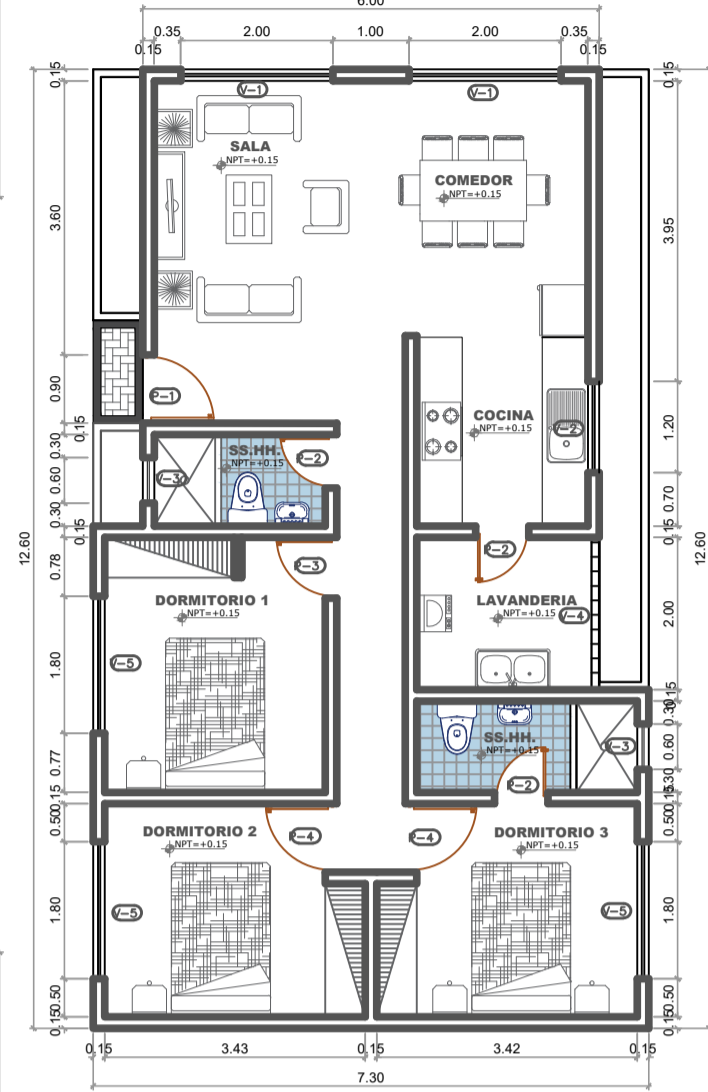 6.00
0.35
2.00
1.00
2.00
0.35
0.15
0.15
0.15
0.15
V-1
V-1
SALA
NPT=+0.15
COMEDOR
NPT=+0.15
3.60
3.95
0.90
P-1
COCINA
NPT=+0.15
V-2
1.20
0.15
0.30
SS.HH.
NPT=+0.15
P-2
V-3
0.60
0.30
0.70
0.15
0.15
12.60
12.60
0.78
P-3
P-2
DORMITORIO 1
NPT=+0.15
LAVANDERIA
NPT=+0.15
V-4
2.00
V-5
1.80
0.15
0.30
SS.HH.
NPT=+0.15
V-3
0.60
0.77
P-2
0.30
0.15
0.15
0.50
0.50
DORMITORIO 2
NPT=+0.15
P-4
P-4
DORMITORIO 3
NPT=+0.15
V-5
V-5
1.80
1.80
0.50
0.50
0.15
0.15
0.15
3.43
0.15
3.42
0.15
7.30